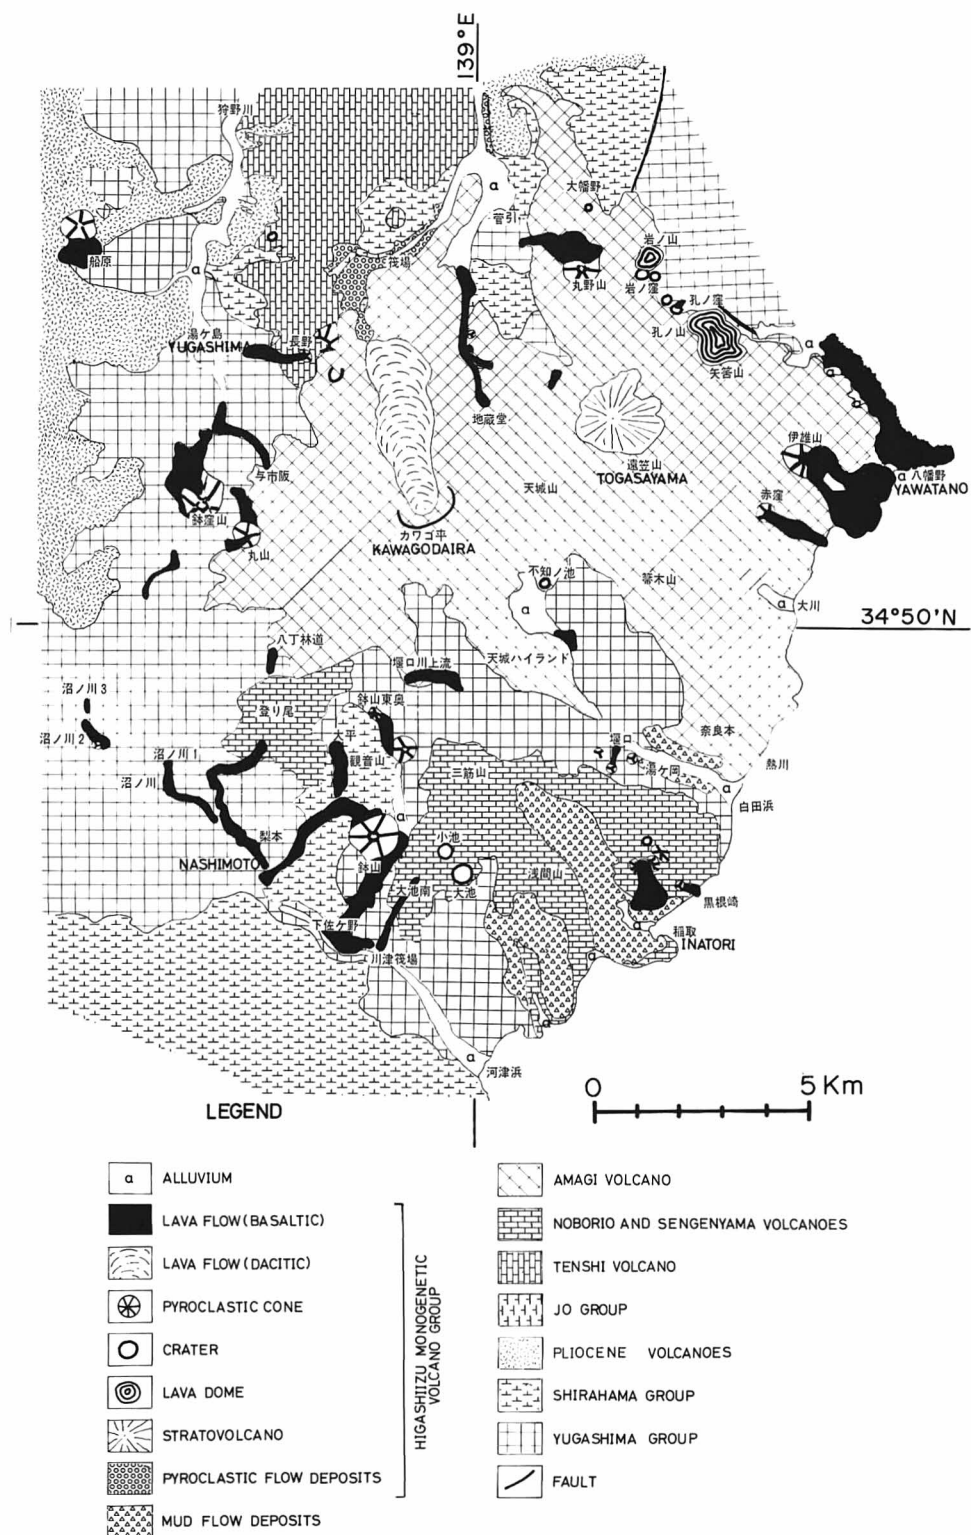 139°E
狩野川
大幡野
菅引
岩ノ山
船原
筏場
丸野山
岩ノ窪
孔ノ窪
湯ケ島
YUGASHIMA
長野
孔ノ山
矢筈山
地蔵堂
伊雄山
遠笠山
TOGASAYAMA
八幡野
YAWATANO
与市阪
天城山
赤窪
鉢窪山
カワゴ平
KAWAGODAIRA
丸山
不知ノ池
箒木山
大川
34°50'N
八丁林道
堰口川上流
天城ハイランド
沼ノ川3
登り尾
鉢山東奥
沼ノ川2
大平
奈良本
堰口
沼ノ川1
観音山
三筋山
湯ケ岡
熱川
沼ノ川
白田浜
梨本
小池
NASHIMOTO
鉢山
大池南
大池
浅間山
黒根崎
下佐ケ野
稲取
INATORI
川津筏場
河津浜
0 5Km
LEGEND
a ALLUVIUM
LAVA FLOW (BASALTIC)
LAVA FLOW (DACITIC)
PYROCLASTIC CONE
CRATER
LAVA DOME
STRATOVOLCANO
PYROCLASTIC FLOW DEPOSITS
MUD FLOW DEPOSITS
HIGASHIIZU MONOGENETIC
VOLCANO GROUP
AMAGI VOLCANO
NOBORIO AND SENGENYAMA VOLCANOES
TENSHI VOLCANO
JO GROUP
PLIOCENE VOLCANOES
SHIRAHAMA GROUP
YUGASHIMA GROUP
FAULT